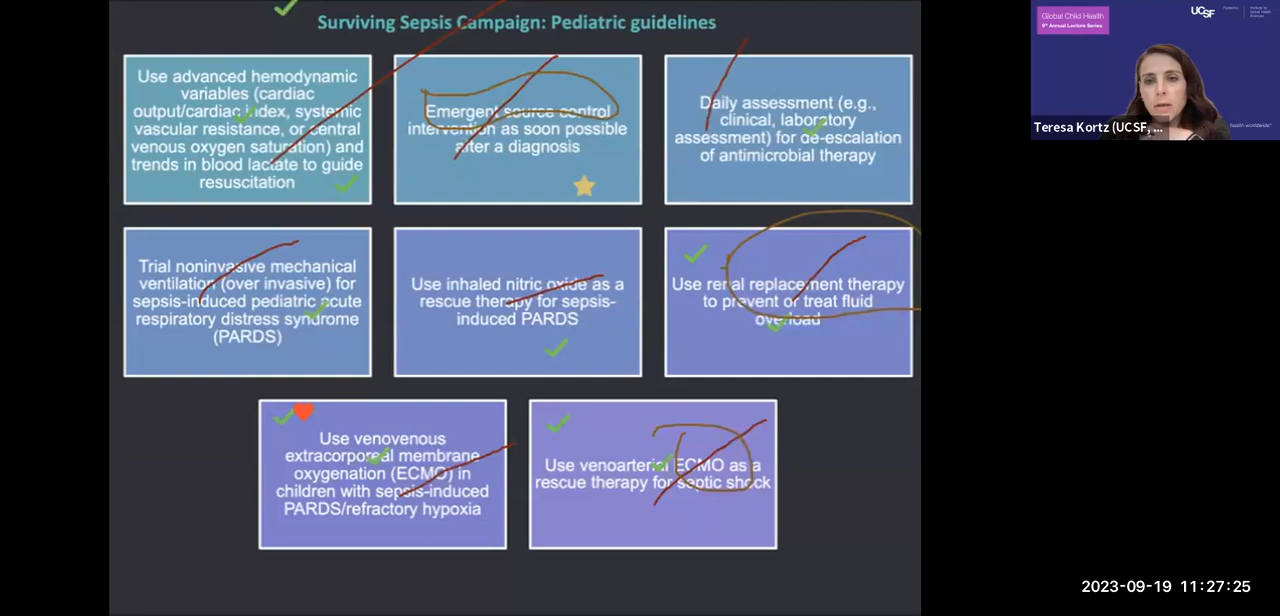 Surviving Sepsis Campaign: Pediatric guidelines
Use advanced hemodynamic
variables (cardiac
output/cardiac index, systemic
vascular resistance, or central
venous oxygen saturation) and
trends in blood lactate to guide
resuscitation
Emergent source control
intervention as soon possible
after a diagnosis
Daily assessment (e.g.,
clinical, laboratory
assessment) for de-escalation
of antimicrobial therapy
Trial noninvasive mechanical
ventilation (over invasive) for
sepsis-induced pediatric acute
respiratory distress syndrome
(PARDS)
Use inhaled nitric oxide as a
rescue therapy for sepsis-
induced PARDS
Use renal replacement therapy
to prevent or treat fluid
overload
Use venovenous
extracorporeal membrane
oxygenation (ECMO) in
children with sepsis-induced
PARDS/refractory hypoxia
Use venoarterial ECMO as a
rescue therapy for septic shock
Global Child Health
9th Annual Lecture Series
UCSF
Teresa Kortz (UCSF, ...
health worldwide™
2023-09-19 11:27:25